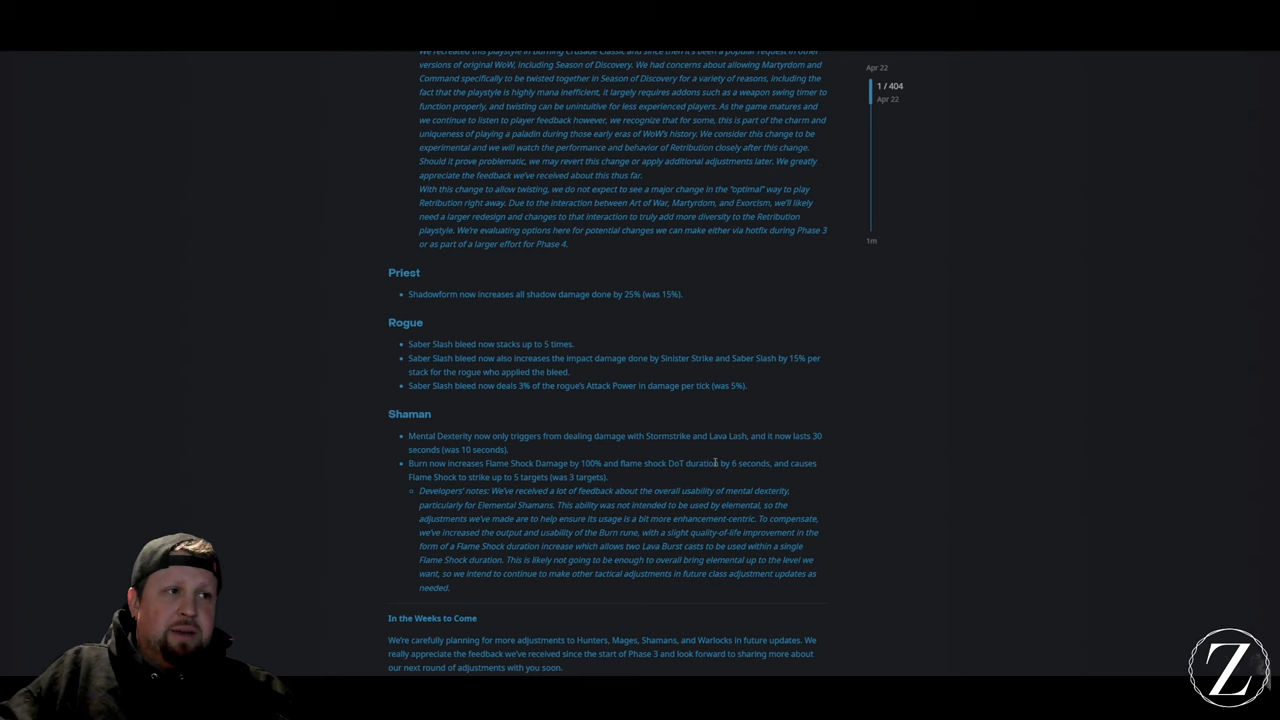 We recreated this playstyle in Burning Crusade Classic and since then it's been a popular request in other
versions of original WoW, including Season of Discovery. We had concerns about allowing Martyrdom and
Command specifically to be twisted together in Season of Discovery for a variety of reasons, including the
fact that the playstyle is highly mana inefficient, it largely requires addons such as a weapon swing timer to
function properly, and twisting can be unintuitive for less experienced players. As the game matures and
we continue to listen to player feedback however, we recognize that for some, this is part of the charm and
uniqueness of playing a paladin during those early eras of WoW's history. We consider this change to be
experimental and we will watch the performance and behavior of Retribution closely after this change.
Should it prove problematic, we may revert this change or apply additional adjustments later. We greatly
appreciate the feedback we've received about this thus far.
With this change to allow twisting, we do not expect to see a major change in the "optimal" way to play
Retribution right away. Due to the interaction between Art of War, Martyrdom, and Exorcism, we'll likely
need a larger redesign and changes to that interaction to truly add more diversity to the Retribution
playstyle. We're evaluating options here for potential changes we can make either via hotfix during Phase 3
or as part of a larger effort for Phase 4.
Priest
• Shadowform now increases all shadow damage done by 25% (was 15%).
Rogue
• Saber Slash bleed now stacks up to 5 times.
• Saber Slash bleed now also increases the impact damage done by Sinister Strike and Saber Slash by 15% per
stack for the rogue who applied the bleed.
• Saber Slash bleed now deals 3% of the rogue's Attack Power in damage per tick (was 5%).
Shaman
• Mental Dexterity now only triggers from dealing damage with Stormstrike and Lava Lash, and it now lasts 30
seconds (was 10 seconds).
• Burn now increases Flame Shock Damage by 100% and flame shock DoT duration by 6 seconds, and causes
Flame Shock to strike up to 5 targets (was 3 targets).
○ Developers' notes: We've received a lot of feedback about the overall usability of mental dexterity,
particularly for Elemental Shamans. This ability was not intended to be used by elemental, so the
adjustments we've made are to help ensure its usage is a bit more enhancement-centric. To compensate,
we've increased the output and usability of the Burn rune, with a slight quality-of-life improvement in the
form of a Flame Shock duration increase which allows two Lava Burst casts to be used within a single
Flame Shock duration. This is likely not going to be enough to overall bring elemental up to the level we
want, so we intend to continue to make other tactical adjustments in future class adjustment updates as
needed.
In the Weeks to Come
We're carefully planning for more adjustments to Hunters, Mages, Shamans, and Warlocks in future updates. We
really appreciate the feedback we've received since the start of Phase 3 and look forward to sharing more about
our next round of adjustments with you soon.
Apr 22
1 / 404
Apr 22
1m
Z